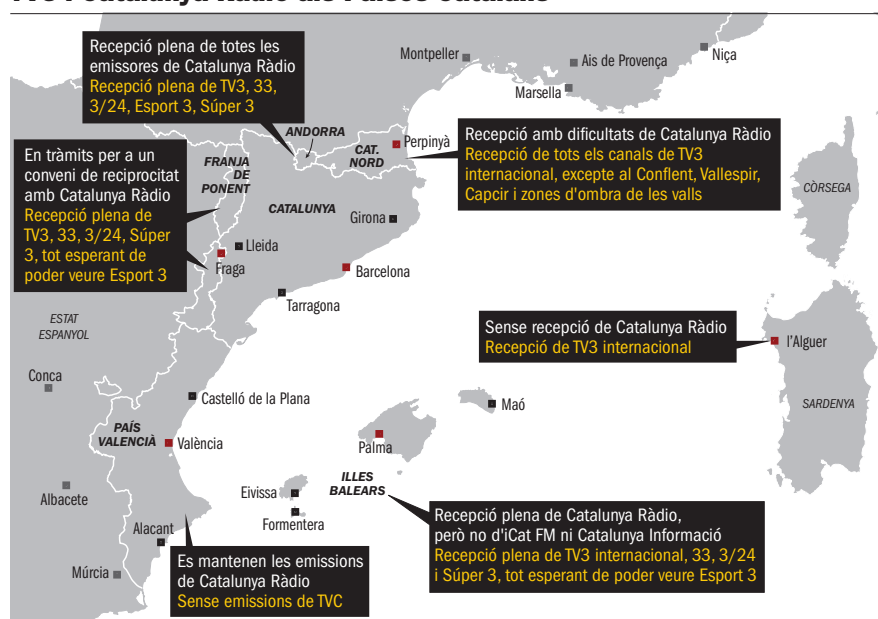 Recepció plena de totes les
emissores de Catalunya Ràdio
Recepció plena de TV3, 33,
3/24, Esport 3, Súper 3
Montpeller
Ais de Provença
Niça
Marsella
ANDORRA
Perpinyà
CAT.
NORD
Recepció amb dificultats de Catalunya Ràdio
Recepció de tots els canals de TV3
internacional, excepte al Conflent, Vallespir,
Capcir i zones d'ombra de les valls
En tràmits per a un
conveni de reciprocitat
amb Catalunya Ràdio
Recepció plena de
TV3, 33, 3/24, Súper
3, tot esperant de
poder veure Esport 3
FRANJA
DE
PONENT
CATALUNYA
Girona
Lleida
Fraga
Barcelona
Tarragona
CÒRSEGA
ESTAT
ESPANYOL
Sense recepció de Catalunya Ràdio
Recepció de TV3 internacional
l'Alguer
SARDENYA
Conca
Castelló de la Plana
Maó
PAÍS
VALENCIÀ
València
Palma
ILLES
BALEARS
Albacete
Eivissa
Formentera
Alacant
Múrcia
Es mantenen les emissions
de Catalunya Ràdio
Sense emissions de TVC
Recepció plena de Catalunya Ràdio,
però no d'iCat FM ni Catalunya Informació
Recepció plena de TV3 internacional, 33, 3/24
i Súper 3, tot esperant de poder veure Esport 3